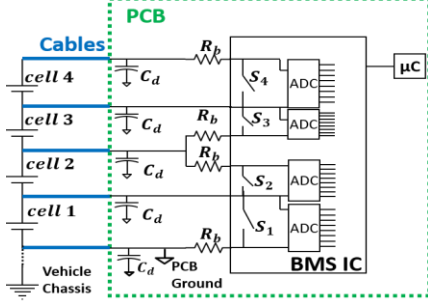 PCB
Cables
R_b
cell 4
C_d
S_4
ADC
μC
cell 3
C_d
S_3
ADC
R_b
cell 2
C_d
R_b
S_2
ADC
cell 1
C_d
S_1
ADC
R_b
BMS IC
C_d
Vehicle
Chassis
PCB
Ground